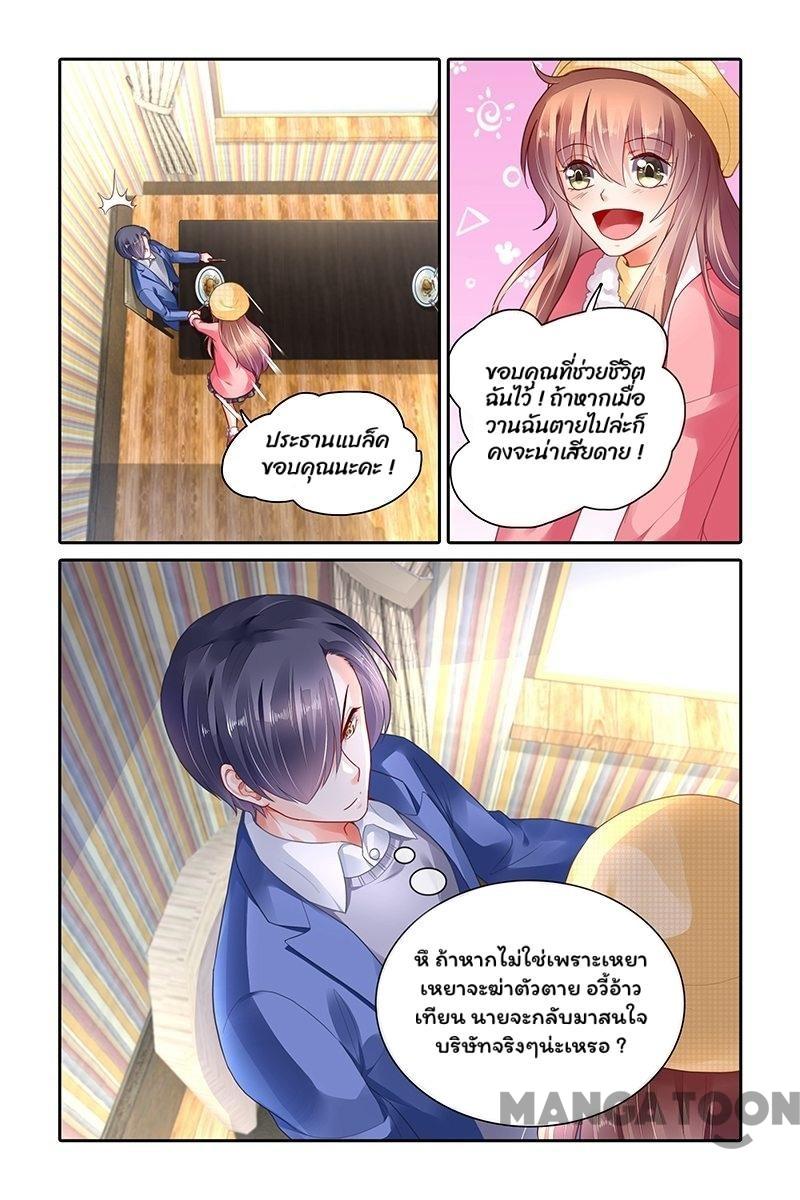 ประธานแบล็ค
ขอบคุณนะคะ !
ขอบคุณที่ช่วยชีวิต
ฉันไว้ ! ถ้าหากเมื่อ
วานฉันตายไปล่ะก็
คงจะน่าเสียดาย !
หึ ถ้าหากไม่ใช่เพราะเหยา
เหยาจะฆ่าตัวตาย อวี้อ้าว
เทียน นายจะกลับมาสนใจ
บริษัทจริงๆน่ะเหรอ ?
MANGATOON